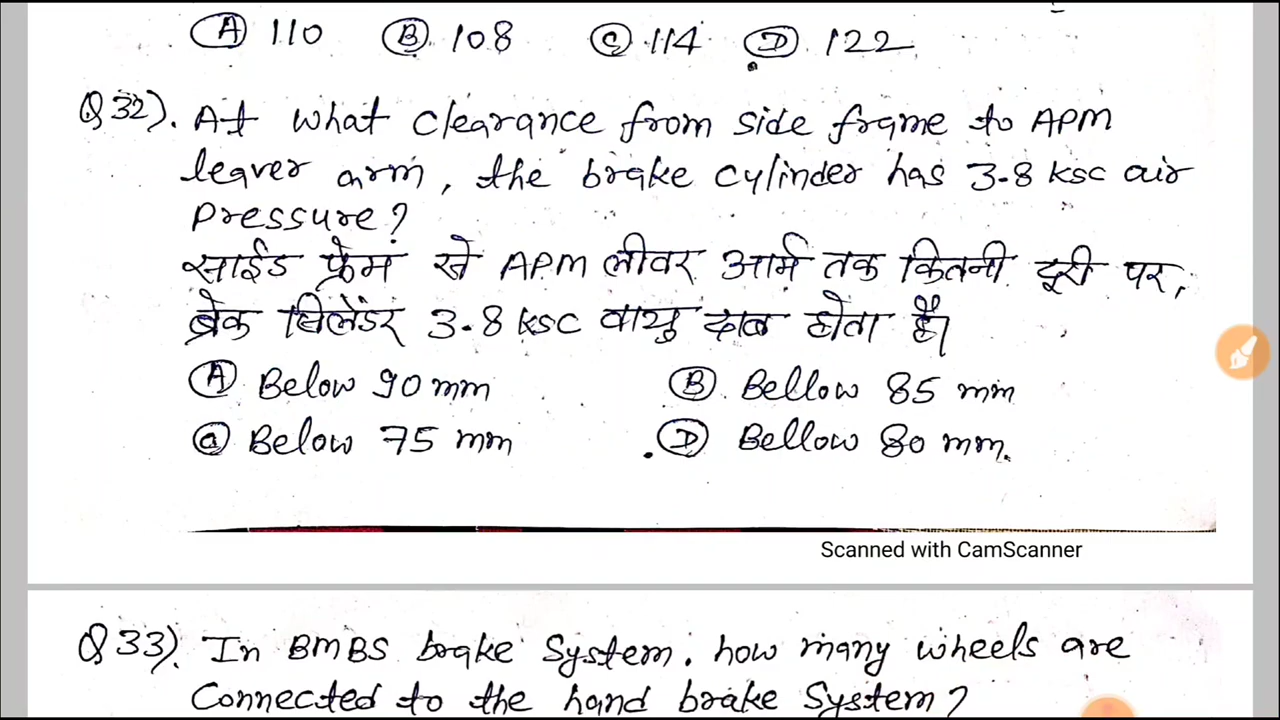 Ⓐ 110 Ⓑ 108 Ⓒ 114 Ⓓ 122
Q 32). At what clearance from side frame to APM
leaver arm, the brake cylinder has 3.8 ksc air
pressure?
साईड फ्रेम से APM लीवर आर्म तक कितनी दूरी पर,
ब्रेक सिलेंडर 3.8 ksc वायु दाब होता है।
Ⓐ Below 90 mm Ⓑ Bellow 85 mm
Ⓒ Below 75 mm Ⓓ Bellow 80 mm.
Scanned with CamScanner
Q 33). In BMBS brake System. how many wheels are
Connected to the hand brake System?